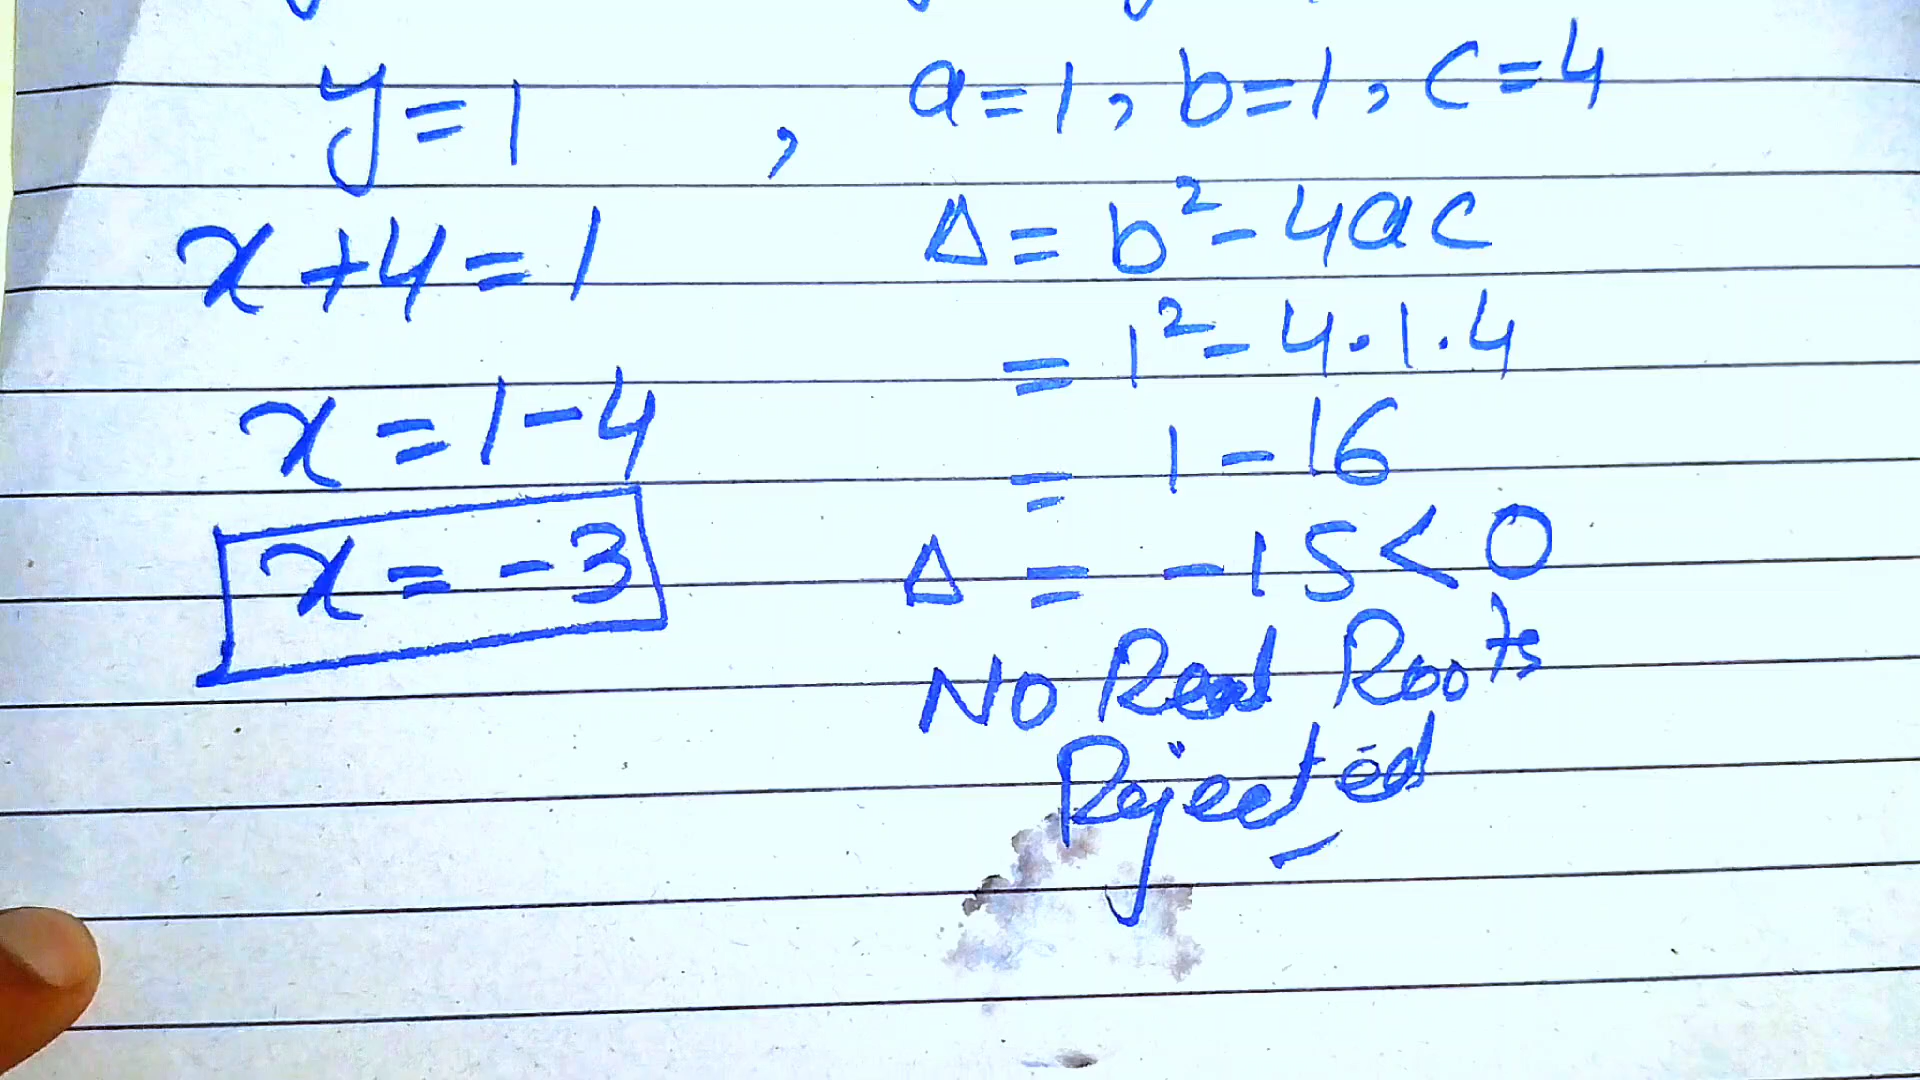 y = 1 ,
x + 4 = 1
x = 1 - 4
x = - 3
a = 1, b = 1, c = 4
Δ = b² - 4ac
= 1² - 4·1·4
= 1 - 16
Δ = - 15 < 0
No Real Roots
Rejected